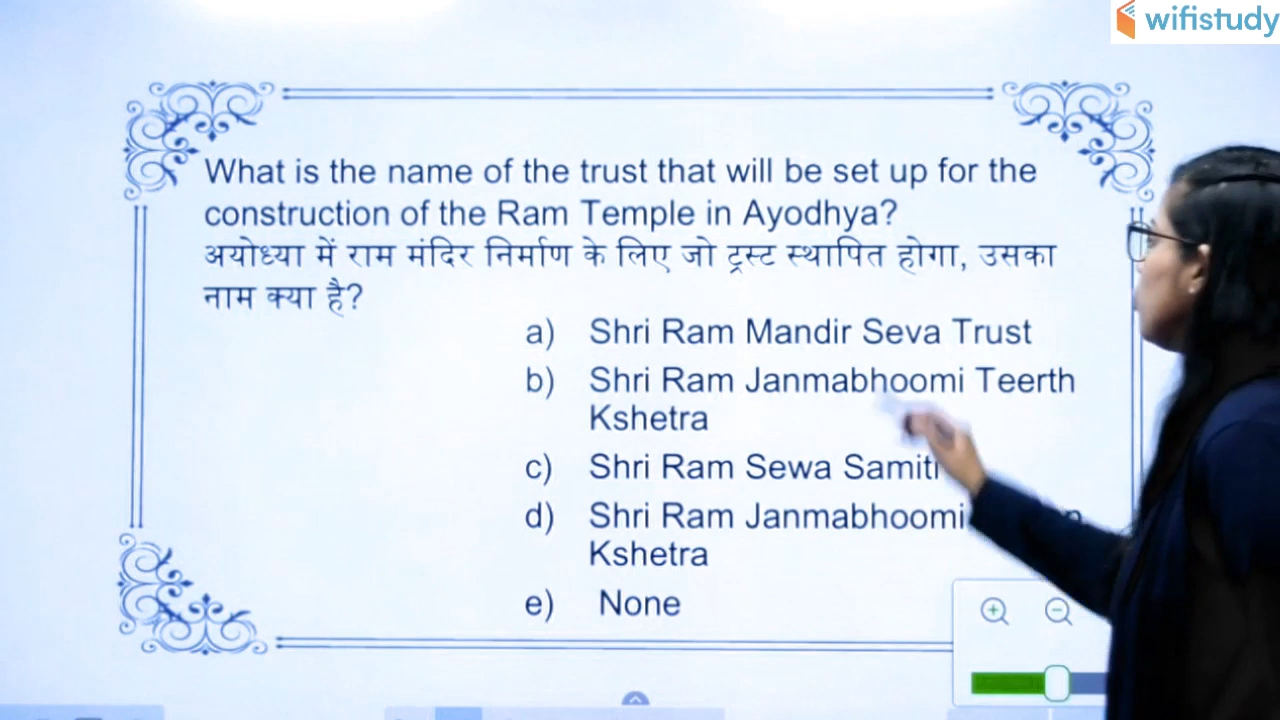 wifistudy
What is the name of the trust that will be set up for the
construction of the Ram Temple in Ayodhya?
अयोध्या में राम मंदिर निर्माण के लिए जो ट्रस्ट स्थापित होगा, उसका
नाम क्या है?
a) Shri Ram Mandir Seva Trust
b) Shri Ram Janmabhoomi Teerth
Kshetra
c) Shri Ram Sewa Samiti
d) Shri Ram Janmabhoomi
Kshetra
e) None